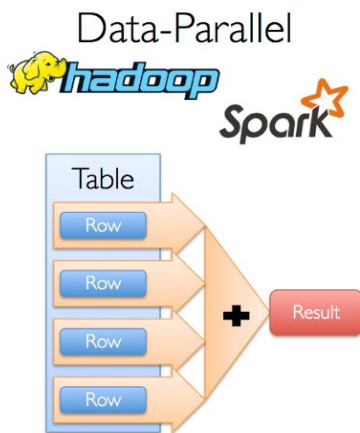 Data-Parallel
hadoop
Spark
Table
Row
Row
Row
Row
+
Result